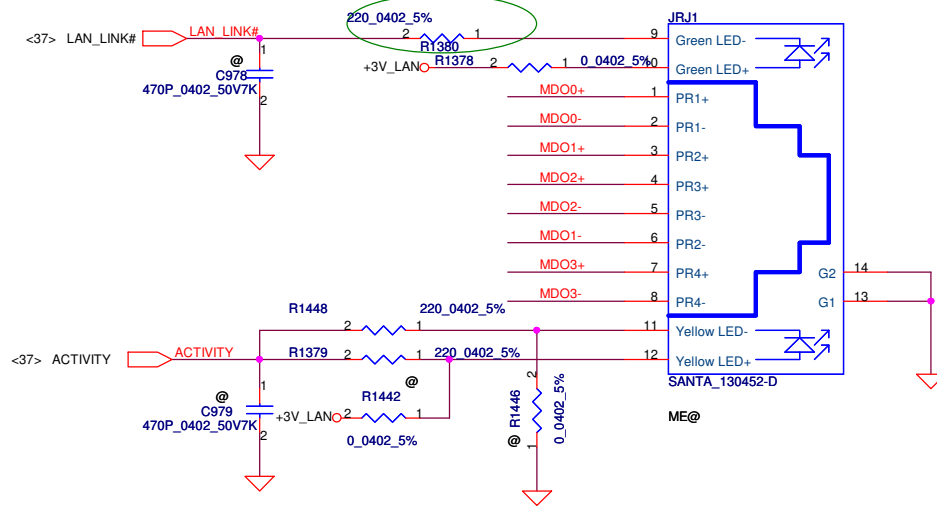 220_0402_5%
JRJ1
<37> LAN_LINK# LAN_LINK# 2 1 9 Green LED-
R1380
1 @ +3V_LAN R1378 2 1 0_0402_5% 10 Green LED+
C978
470P_0402_50V7K
2
MDO0+ 1 PR1+
MDO0- 2 PR1-
MDO1+ 3 PR2+
MDO2+ 4 PR3+
MDO2- 5 PR3-
MDO1- 6 PR2-
MDO3+ 7 PR4+
G2 14
MDO3- 8 PR4-
G1 13
R1448 220_0402_5%
2 1 11 Yellow LED-
<37> ACTIVITY ACTIVITY R1379 2 1 220_0402_5% 12 Yellow LED+
SANTA_130452-D
1 @ @
R1442
C979 +3V_LAN 2 1
470P_0402_50V7K
2
0_0402_5%
2
R1446
0_0402_5%
@
1
ME@